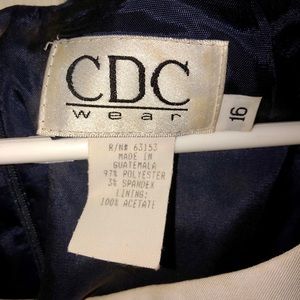 CDC
wear
16
R/N# 63153
MADE IN
GUATEMALA
97% POLYESTER
3% SPANDEX
LINING:
100% ACETATE